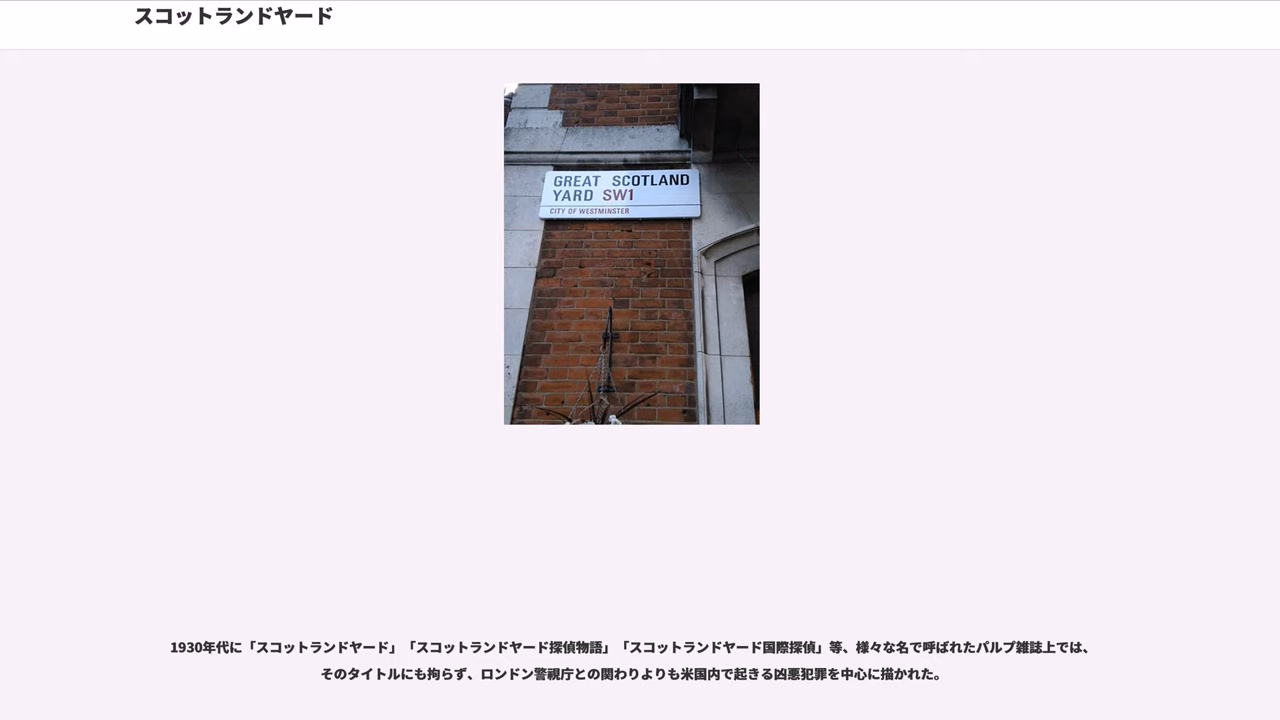 スコットランドヤード
GREAT SCOTLAND
YARD SW1
CITY OF WESTMINSTER
1930年代に「スコットランドヤード」「スコットランドヤード探偵物語」「スコットランドヤード国際探偵」等、様々な名で呼ばれたパルプ雑誌上では、
そのタイトルにも拘らず、ロンドン警視庁との関わりよりも米国内で起きる凶悪犯罪を中心に描かれた。